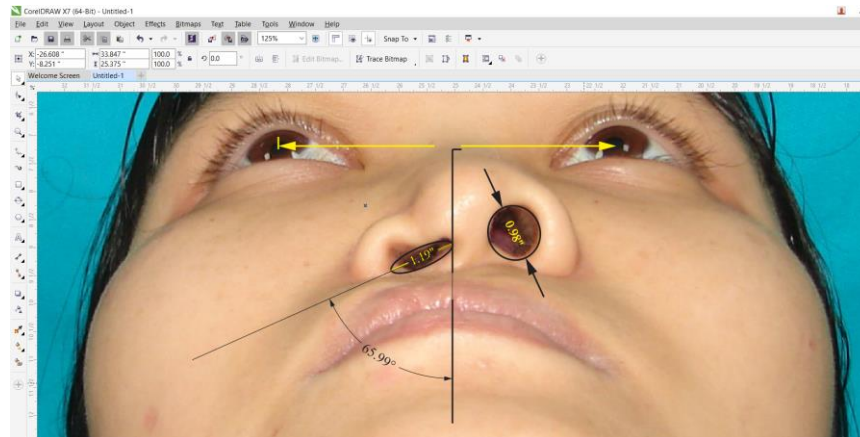 CorelDRAW X7 (64-Bit) - Untitled-1
File Edit View Layout Object Effects Bitmaps Text Table Tools Window Help
125% Snap To
X: -26.608 " 33.847 " 100.0 % 0.0 ° Edit Bitmap... Trace Bitmap
Y: -8.251 " 25.375 " 100.0 %
Welcome Screen Untitled-1
0.98"
1.19"
65.99°